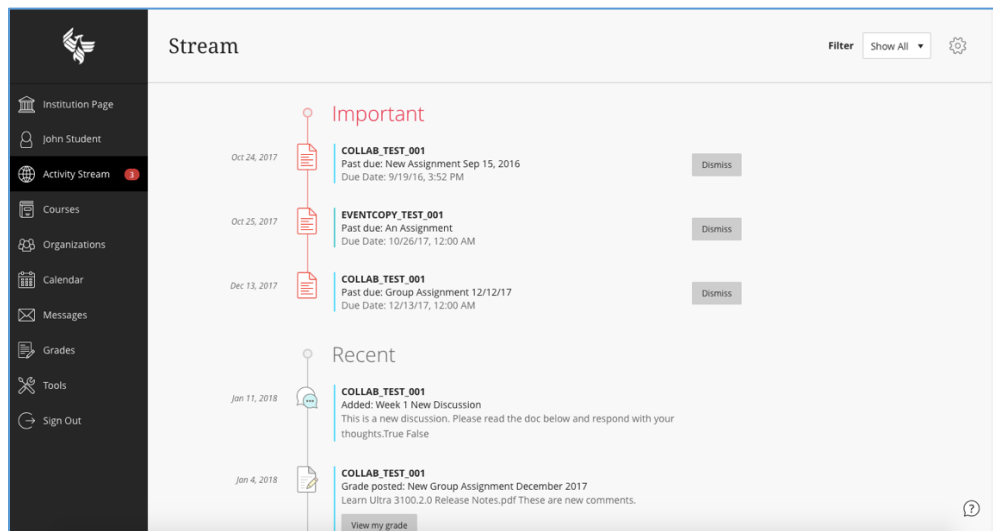 Stream
Filter
Show All
Institution Page
John Student
Activity Stream 3
Courses
Organizations
Calendar
Messages
Grades
Tools
Sign Out
Important
Oct 24, 2017
COLLAB_TEST_001
Past due: New Assignment Sep 15, 2016
Due Date: 9/19/16, 3:52 PM
Dismiss
Oct 25, 2017
EVENTCOPY_TEST_001
Past due: An Assignment
Due Date: 10/26/17, 12:00 AM
Dismiss
Dec 13, 2017
COLLAB_TEST_001
Past due: Group Assignment 12/12/17
Due Date: 12/13/17, 12:00 AM
Dismiss
Recent
Jan 11, 2018
COLLAB_TEST_001
Added: Week 1 New Discussion
This is a new discussion. Please read the doc below and respond with your
thoughts.True False
Jan 4, 2018
COLLAB_TEST_001
Grade posted: New Group Assignment December 2017
Learn Ultra 3100.2.0 Release Notes.pdf These are new comments.
View my grade
?